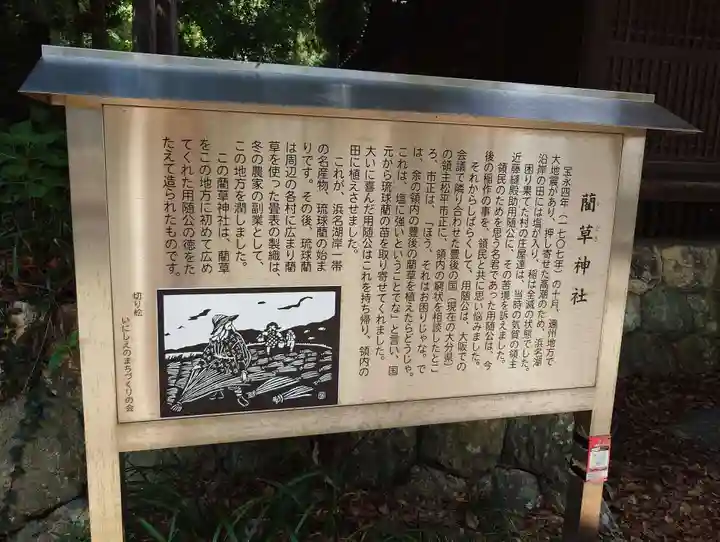 藺草神社
(宝永四年(一七〇七年)の十月、遠州地方で
大地震があり、押し寄せた高潮のため、浜名湖
沿岸の田には塩が入り、稲は全滅の状態でした。
困り果てた村の庄屋達は、当時の気賀の領主
近藤縫殿助用随公に、その苦境を訴えました。
領民のためを思う名君であった用随公は、今
後の稲作の事を、領民と共に思い悩みました。
それからしばらくして、用随公は、大阪での
会議で隣り合わせた豊後の国(現在の大分県)
の領主松平市正に、領内の窮状を相談したとこ
ろ、市正は、「ほう、それはお困りじゃな。で
は、余の領内の豊後の藺草を植えたらどうじゃ。
これは、塩に強いということでな」と言い、国
元から琉球藺の苗を取り寄せてくれました。
大いに喜んだ用随公はこれを持ち帰り、領内の
田に植えさせました。
これが、浜名湖岸一帯
の名産物、琉球藺の始ま
りです。その後、琉球藺
は周辺の各村に広まり藺
草を使った畳表の製織は、
冬の農家の副業として、
この地方を潤しました。
この藺草神社は、藺草
をこの地方に初めて広め
てくれた用随公の徳をた
たえて造られたものです。
切り絵
いにしえのまちづくりの会